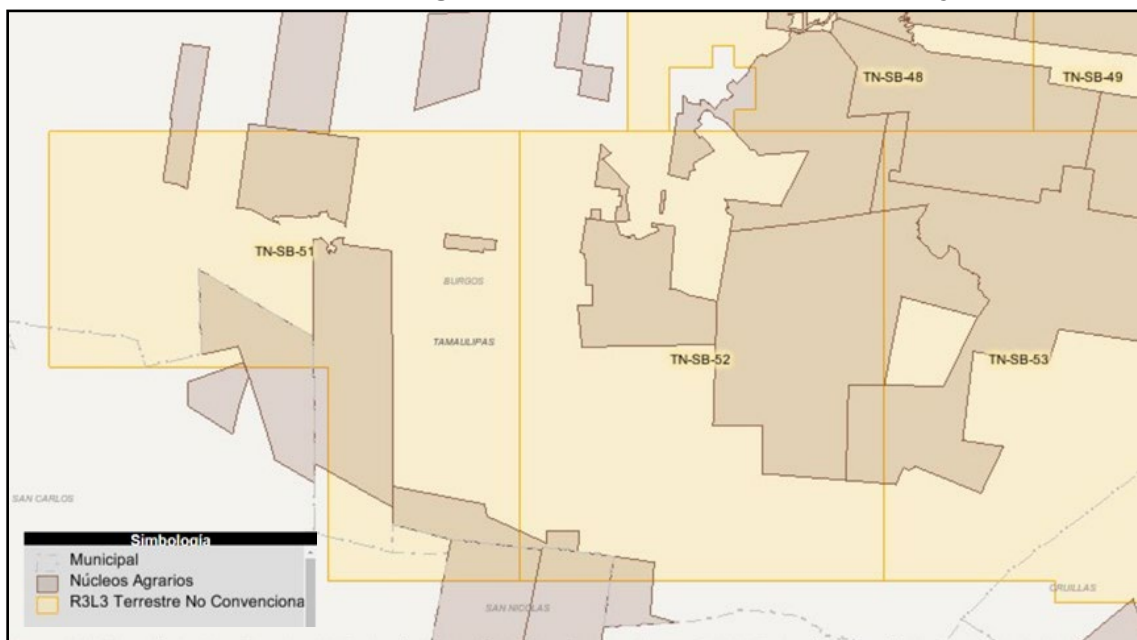 TN-SB-48
TN-SB-49
TN-SB-51
BURGOS
TAMAULIPAS
TN-SB-52
TN-SB-53
SAN CARLOS
SAN NICOLAS
CRUILLAS
Simbología
Municipal
Núcleos Agrarios
R3L3 Terrestre No Convenciona